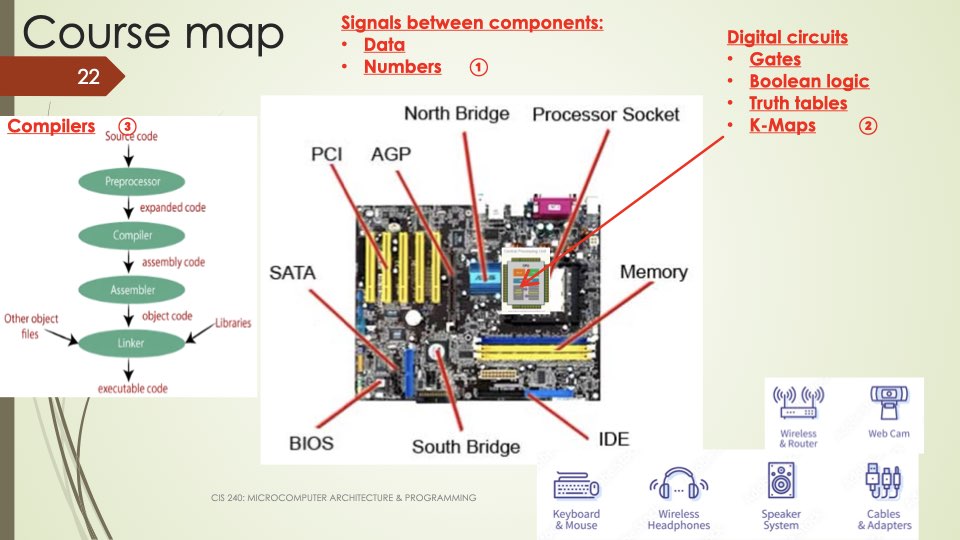 Course map
22
Signals between components:
• Data
• Numbers ①
Digital circuits
• Gates
• Boolean logic
• Truth tables
• K-Maps ②
Compilers ③
Source code
Preprocessor
expanded code
Compiler
assembly code
Assembler
object code
Other object
files
Libraries
Linker
executable code
North Bridge
Processor Socket
PCI
AGP
SATA
Memory
BIOS
South Bridge
IDE
Wireless
& Router
Web Cam
Keyboard
& Mouse
Wireless
Headphones
Speaker
System
Cables
& Adapters
CIS 240: MICROCOMPUTER ARCHITECTURE & PROGRAMMING